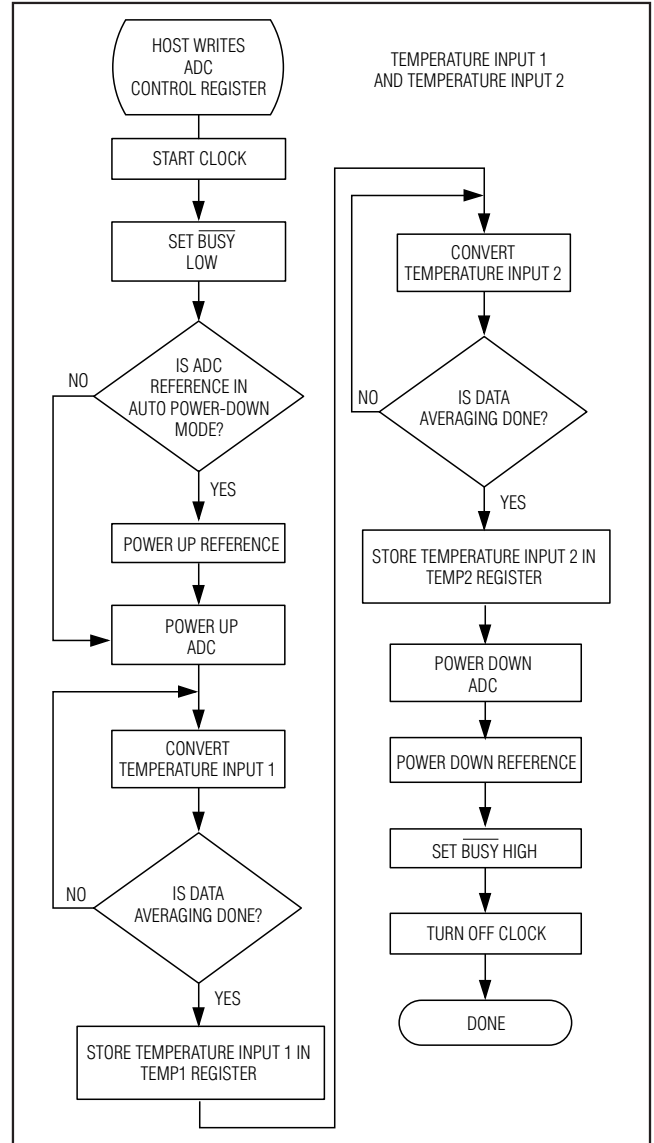 HOST WRITES
ADC
CONTROL REGISTER
TEMPERATURE INPUT 1
AND TEMPERATURE INPUT 2
START CLOCK
SET BUSY
LOW
IS ADC
REFERENCE IN
AUTO POWER-DOWN
MODE?
NO
YES
POWER UP REFERENCE
POWER UP
ADC
CONVERT
TEMPERATURE INPUT 1
IS DATA
AVERAGING DONE?
NO
YES
STORE TEMPERATURE INPUT 1 IN
TEMP1 REGISTER
CONVERT
TEMPERATURE INPUT 2
IS DATA
AVERAGING DONE?
NO
YES
STORE TEMPERATURE INPUT 2 IN
TEMP2 REGISTER
POWER DOWN
ADC
POWER DOWN REFERENCE
SET BUSY HIGH
TURN OFF CLOCK
DONE